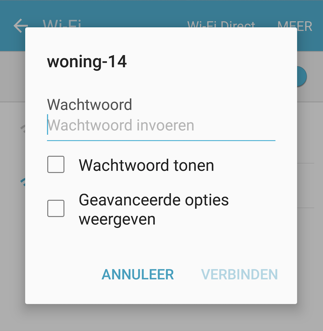 Wi-Fi Wi-Fi Direct MEER
woning-14
Wachtwoord
Wachtwoord invoeren
Wachtwoord tonen
Geavanceerde opties
weergeven
ANNULEER VERBINDEN